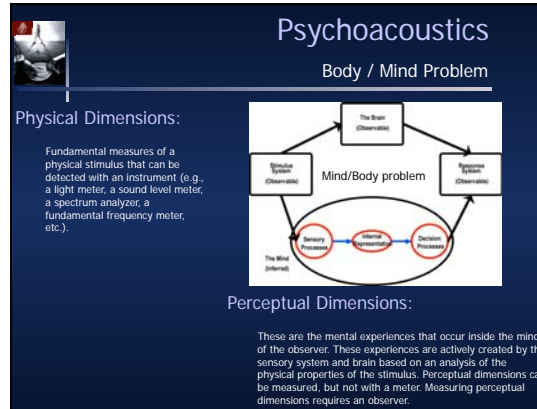 Psychoacoustics
Body / Mind Problem
Physical Dimensions:
Fundamental measures of a
physical stimulus that can be
detected with an instrument (e.g.,
a light meter, a sound level meter,
a spectrum analyzer, a
fundamental frequency meter,
etc.).
The Brain
(Observable)
Stimulus
System
(Observable)
Mind/Body problem
Response
System
(Observable)
Sensory
Processes
Internal
Representation
Decision
Processes
The Mind
(Inferred)
Perceptual Dimensions:
These are the mental experiences that occur inside the mind
of the observer. These experiences are actively created by th
sensory system and brain based on an analysis of the
physical properties of the stimulus. Perceptual dimensions ca
be measured, but not with a meter. Measuring perceptual
dimensions requires an observer.